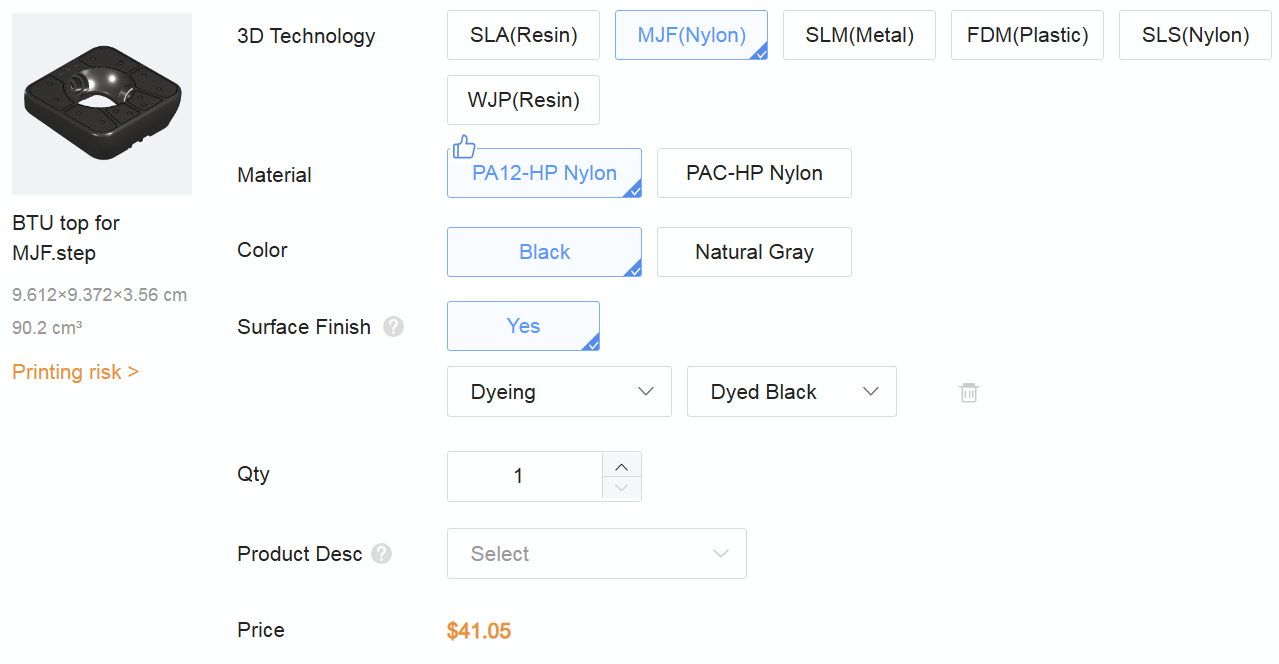 3D Technology
SLA(Resin)
MJF(Nylon)
SLM(Metal)
FDM(Plastic)
SLS(Nylon)
WJP(Resin)
Material
PA12-HP Nylon
PAC-HP Nylon
BTU top for
MJF.step
9.612×9.372×3.56 cm
90.2 cm³
Printing risk >
Color
Black
Natural Gray
Surface Finish ?
Yes
Dyeing
Dyed Black
Qty
1
Product Desc ?
Select
Price
$41.05